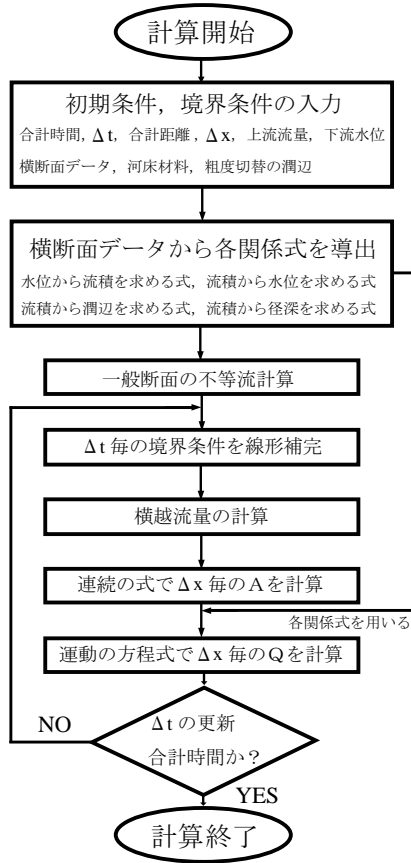 計算開始
初期条件，境界条件の入力
合計時間，Δt，合計距離，Δx，上流流量，下流水位
横断面データ，河床材料，粗度切替の潤辺
横断面データから各関係式を導出
水位から流積を求める式，流積から水位を求める式
流積から潤辺を求める式，流積から径深を求める式
一般断面の不等流計算
Δt毎の境界条件を線形補完
横越流量の計算
連続の式でΔx毎のAを計算
各関係式を用いる
運動の方程式でΔx毎のQを計算
NO
Δtの更新
合計時間か？
YES
計算終了